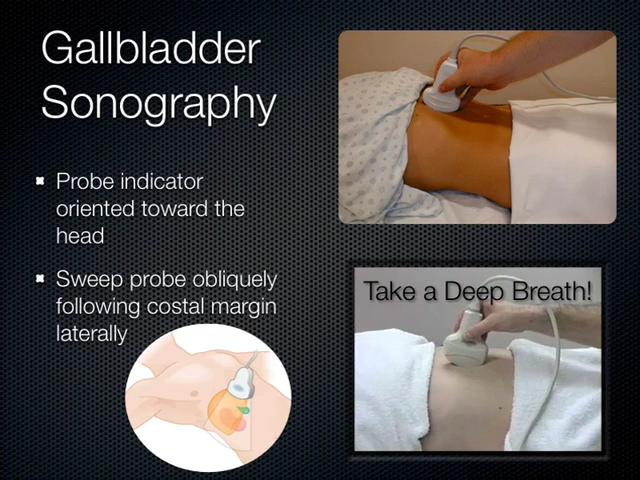 Gallbladder
Sonography
Probe indicator
oriented toward the
head
Sweep probe obliquely
following costal margin
laterally
Take a Deep Breath!